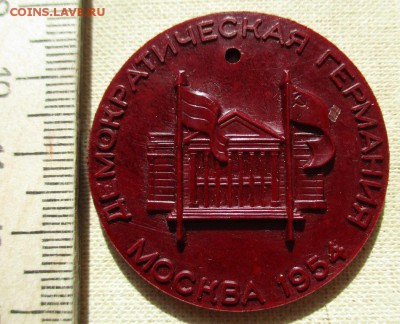 COINS.LAVE.RU
ДЕМОКРАТИЧЕСКАЯ ГЕРМАНИЯ
МОСКВА 1954